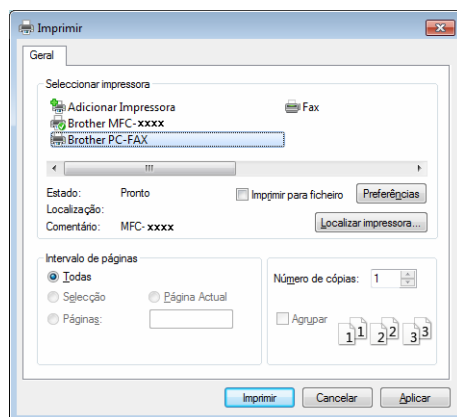 Imprimir
Geral
Seleccionar impressora
Adicionar Impressora Fax
Brother MFC-xxxx
Brother PC-FAX
Estado: Pronto Imprimir para ficheiro Preferências
Localização:
Comentário: MFC- xxxx Localizar impressora...
Intervalo de páginas
Todas Número de cópias: 1
Selecção Página Actual
Páginas: Agrupar
1 1 2 2 3 3
Imprimir Cancelar Aplicar